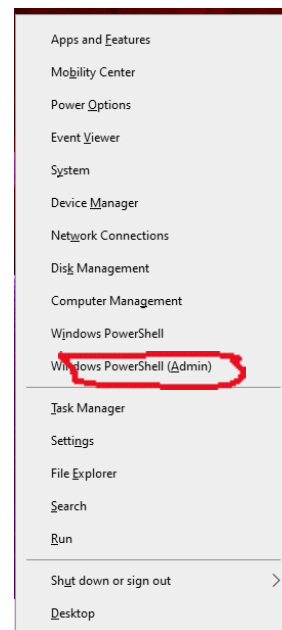 Apps and Features
Mobility Center
Power Options
Event Viewer
System
Device Manager
Network Connections
Disk Management
Computer Management
Windows PowerShell
Windows PowerShell (Admin)
Task Manager
Settings
File Explorer
Search
Run
Shut down or sign out
Desktop